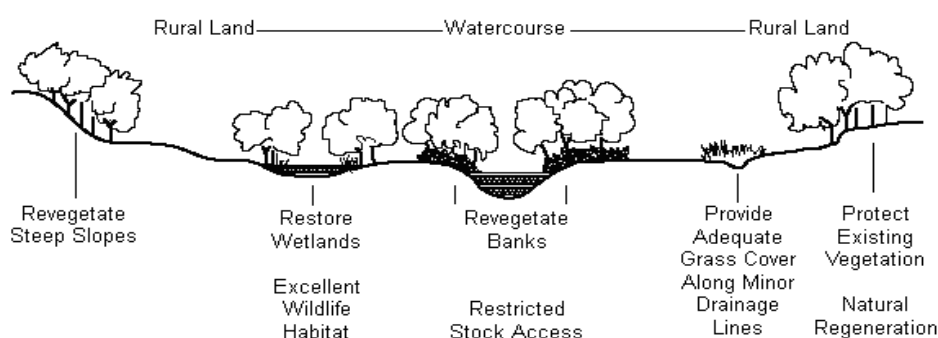 Rural Land Watercourse Rural Land
Revegetate
Steep Slopes
Restore
Wetlands
Excellent
Wildlife
Habitat
Revegetate
Banks
Restricted
Stock Access
Provide
Adequate
Grass Cover
Along Minor
Drainage
Lines
Protect
Existing
Vegetation
Natural
Regeneration